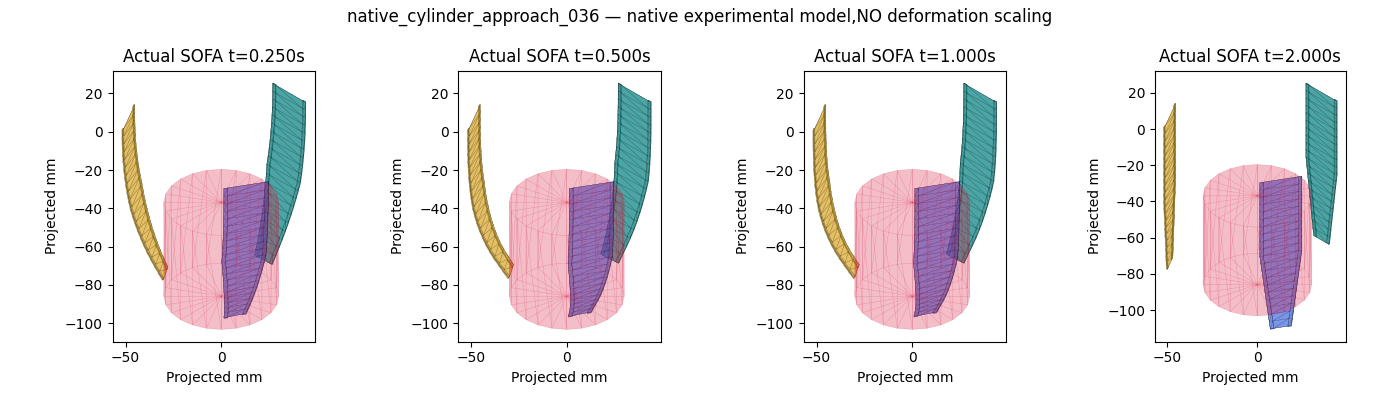 native_cylinder_approach_036 — native experimental model,NO deformation scaling
Actual SOFA t=0.250s
Actual SOFA t=0.500s
Actual SOFA t=1.000s
Actual SOFA t=2.000s
Projected mm
20
0
−20
−40
−60
−80
−100
−50
0
Projected mm
Projected mm
20
0
−20
−40
−60
−80
−100
−50
0
Projected mm
Projected mm
20
0
−20
−40
−60
−80
−100
−50
0
Projected mm
Projected mm
20
0
−20
−40
−60
−80
−100
−50
0
Projected mm